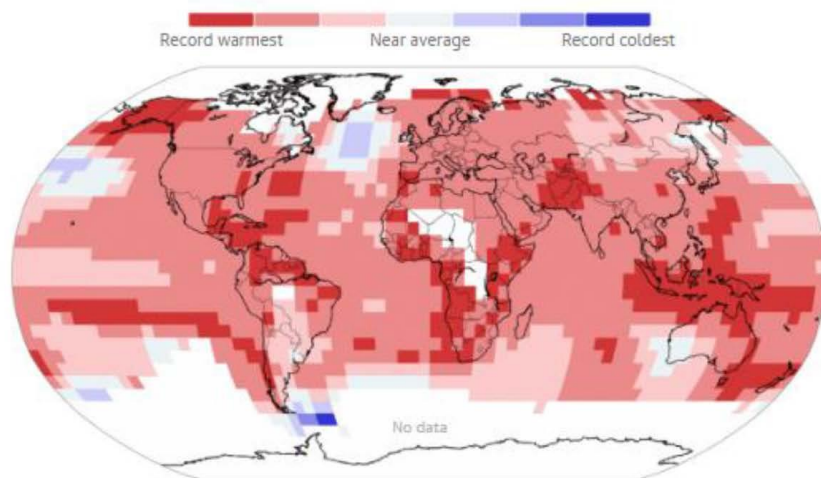 Record warmest
Near average
Record coldest
No data